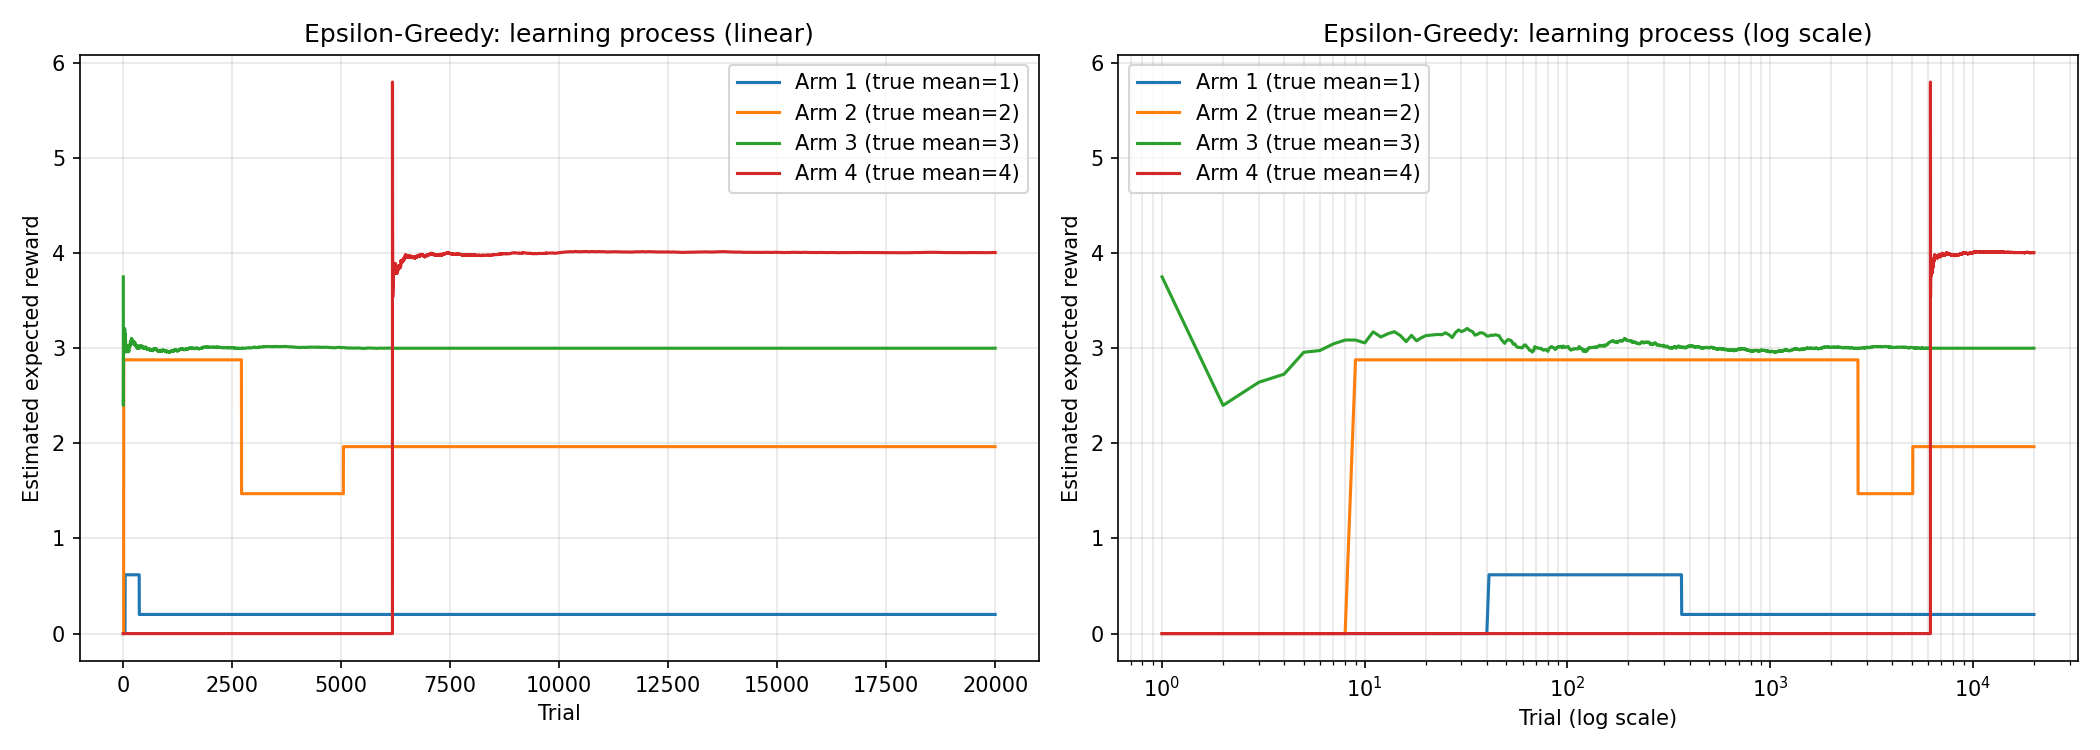 Epsilon-Greedy: learning process (linear)
Estimated expected reward
6
5
4
3
2
1
0
Arm 1 (true mean=1)
Arm 2 (true mean=2)
Arm 3 (true mean=3)
Arm 4 (true mean=4)
0 2500 5000 7500 10000 12500 15000 17500 20000
Trial
Epsilon-Greedy: learning process (log scale)
Estimated expected reward
6
5
4
3
2
1
0
Arm 1 (true mean=1)
Arm 2 (true mean=2)
Arm 3 (true mean=3)
Arm 4 (true mean=4)
10⁰ 10¹ 10² 10³ 10⁴
Trial (log scale)